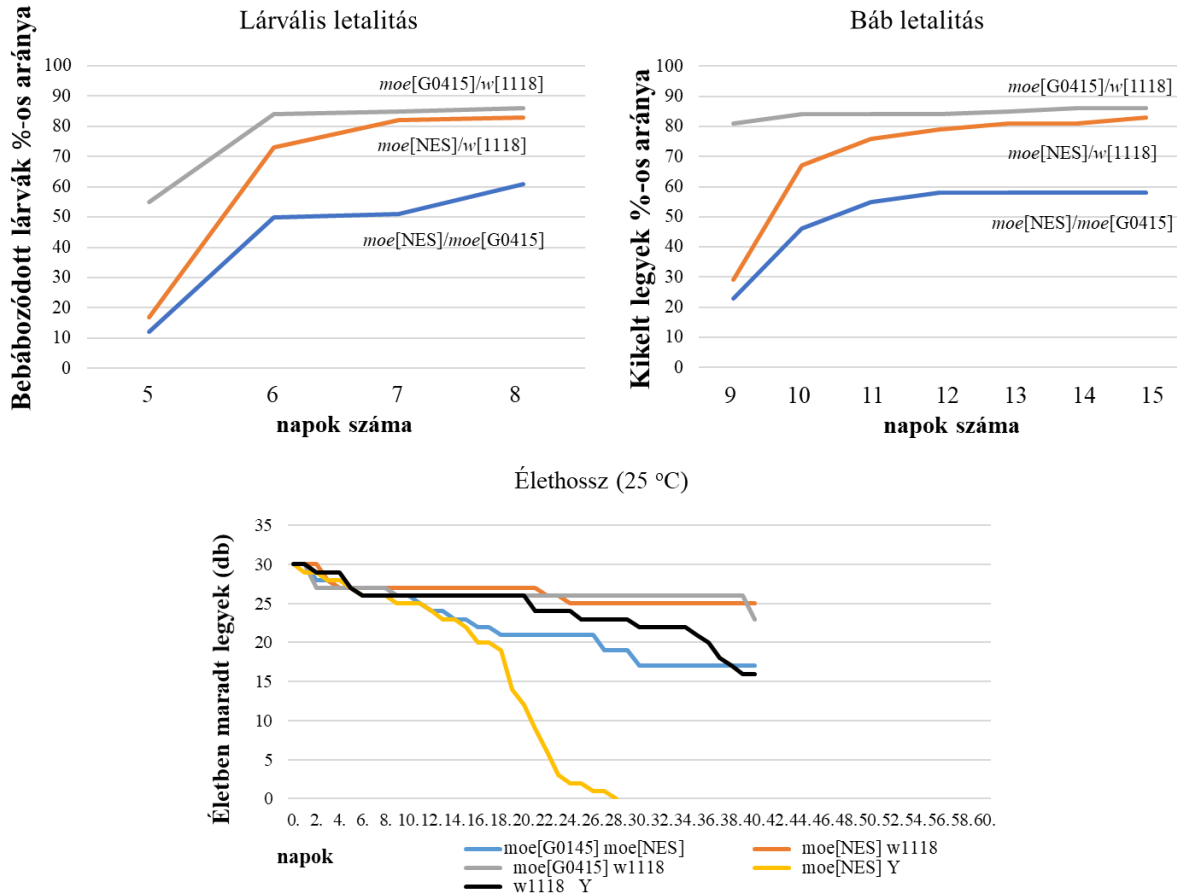 Lárvális letalitás
Bebábozódott lárvák %-os aránya
100
90
80
70
60
50
40
30
20
10
0
moe[G0415]/w[1118]
moe[NES]/w[1118]
moe[NES]/moe[G0415]
5 6 7 8
napok száma
Báb letalitás
Kikelt legyek %-os aránya
100
90
80
70
60
50
40
30
20
10
0
moe[G0415]/w[1118]
moe[NES]/w[1118]
moe[NES]/moe[G0415]
9 10 11 12 13 14 15
napok száma
Élethossz (25 °C)
Életben maradt legyek (db)
35
30
25
20
15
10
5
0
0. 2. 4. 6. 8. 10.12.14.16.18.20.22.24.26.28.30.32.34.36.38.40.42.44.46.48.50.52.54.56.58.60.
napok
moe[G0145] moe[NES]
moe[NES] w1118
moe[G0415] w1118
moe[NES] Y
w1118 Y